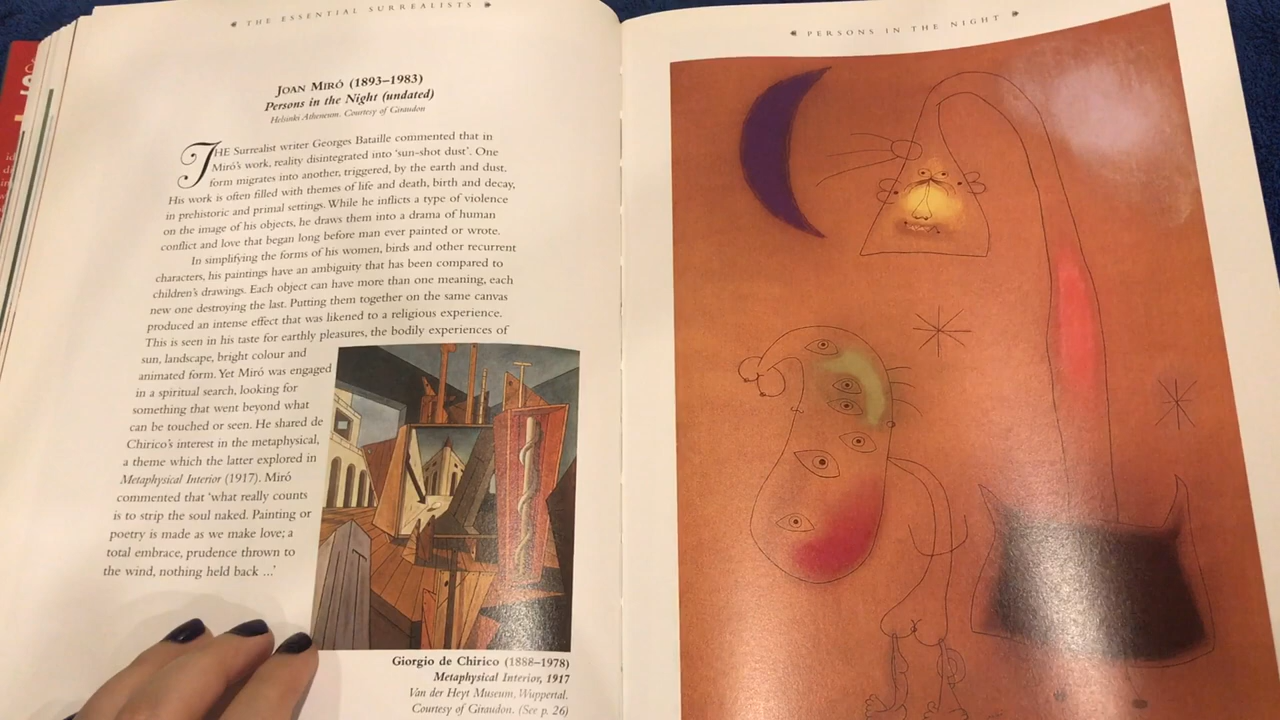 THE ESSENTIAL SURREALISTS
JOAN MIRÓ (1893–1983)
Persons in the Night (undated)
Helsinki Atheneum. Courtesy of Giraudon
THE Surrealist writer Georges Bataille commented that in
Miró's work, reality disintegrated into 'sun-shot dust'. One
form migrates into another, triggered, by the earth and dust.
His work is often filled with themes of life and death, birth and decay,
in prehistoric and primal settings. While he inflicts a type of violence
on the image of his objects, he draws them into a drama of human
conflict and love that began long before man ever painted or wrote.
In simplifying the forms of his women, birds and other recurrent
characters, his paintings have an ambiguity that has been compared to
children's drawings. Each object can have more than one meaning, each
new one destroying the last. Putting them together on the same canvas
produced an intense effect that was likened to a religious experience.
This is seen in his taste for earthly pleasures, the bodily experiences of
sun, landscape, bright colour and
animated form. Yet Miró was engaged
in a spiritual search, looking for
something that went beyond what
can be touched or seen. He shared de
Chirico's interest in the metaphysical,
a theme which the latter explored in
Metaphysical Interior (1917). Miró
commented that 'what really counts
is to strip the soul naked. Painting or
poetry is made as we make love; a
total embrace, prudence thrown to
the wind, nothing held back ...'
Giorgio de Chirico (1888–1978)
Metaphysical Interior, 1917
Van der Heyt Museum, Wuppertal.
Courtesy of Giraudon. (See p. 26)
PERSONS IN THE NIGHT